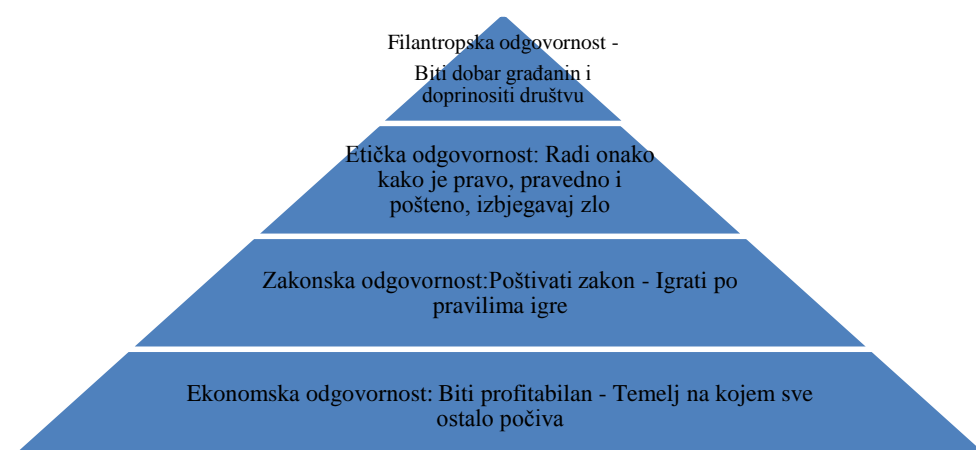 Filantropska odgovornost -
Biti dobar građanin i
doprinositi društvu
Etička odgovornost: Radi onako
kako je pravo, pravedno i
pošteno, izbjegavaj zlo
Zakonska odgovornost:Poštivati zakon - Igrati po
pravilima igre
Ekonomska odgovornost: Biti profitabilan - Temelj na kojem sve
ostalo počiva